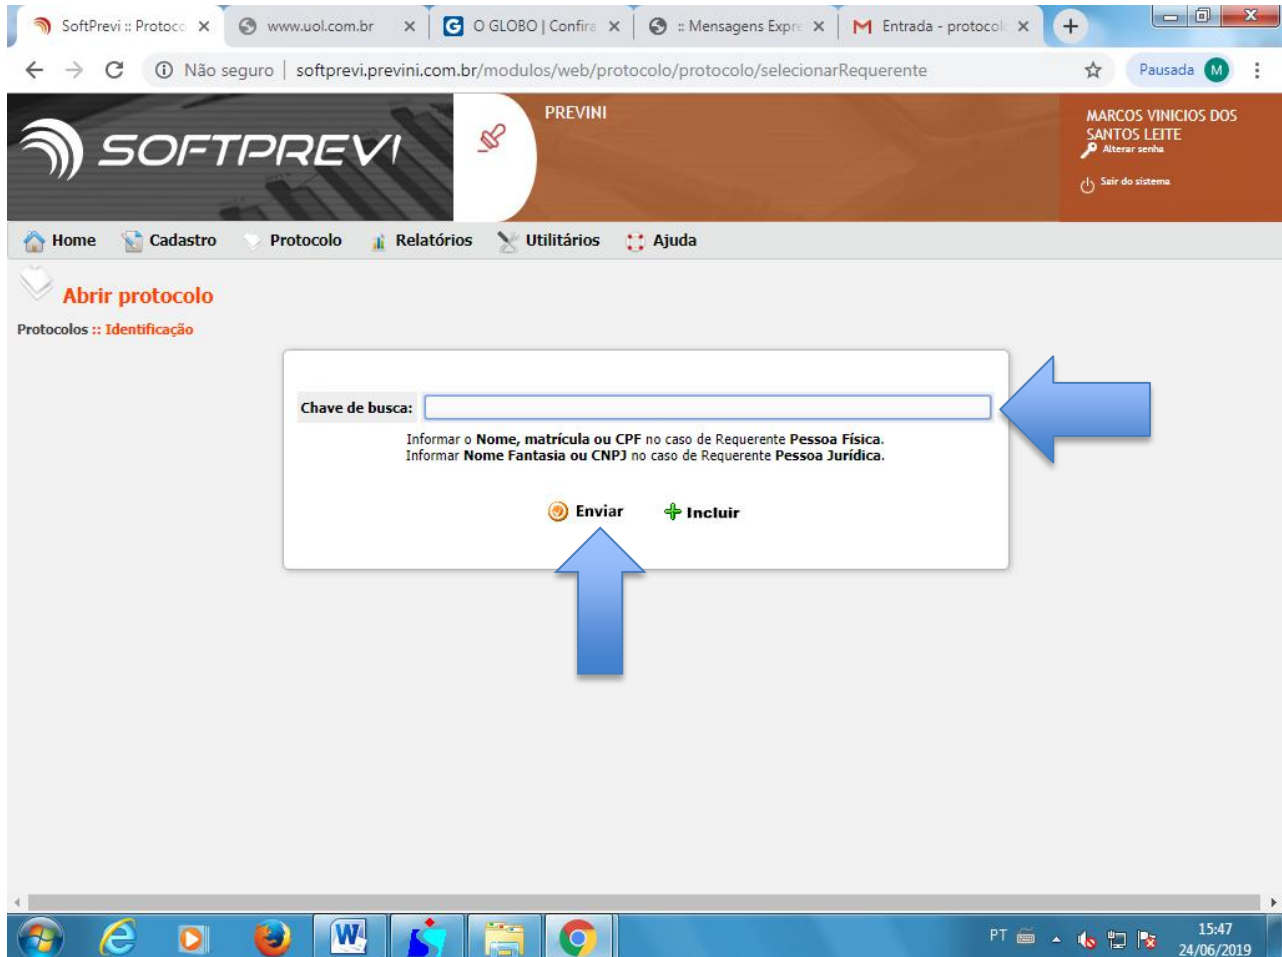 SoftPrevi :: Protoco
www.uol.com.br
O GLOBO | Confira
:: Mensagens Expre
Entrada - protocolo
Não seguro | softprevi.previni.com.br/modulos/web/protocolo/protocolo/selecionarRequerente
Pausada M
SOFTPREVI
PREVINI
MARCOS VINICIOS DOS
SANTOS LEITE
Alterar senha
Sair do sistema
Home Cadastro Protocolo Relatórios Utilitários Ajuda
Abrir protocolo
Protocolos :: Identificação
Chave de busca:
Informar o Nome, matrícula ou CPF no caso de Requerente Pessoa Física.
Informar Nome Fantasia ou CNPJ no caso de Requerente Pessoa Jurídica.
Enviar Incluir
PT
15:47
24/06/2019